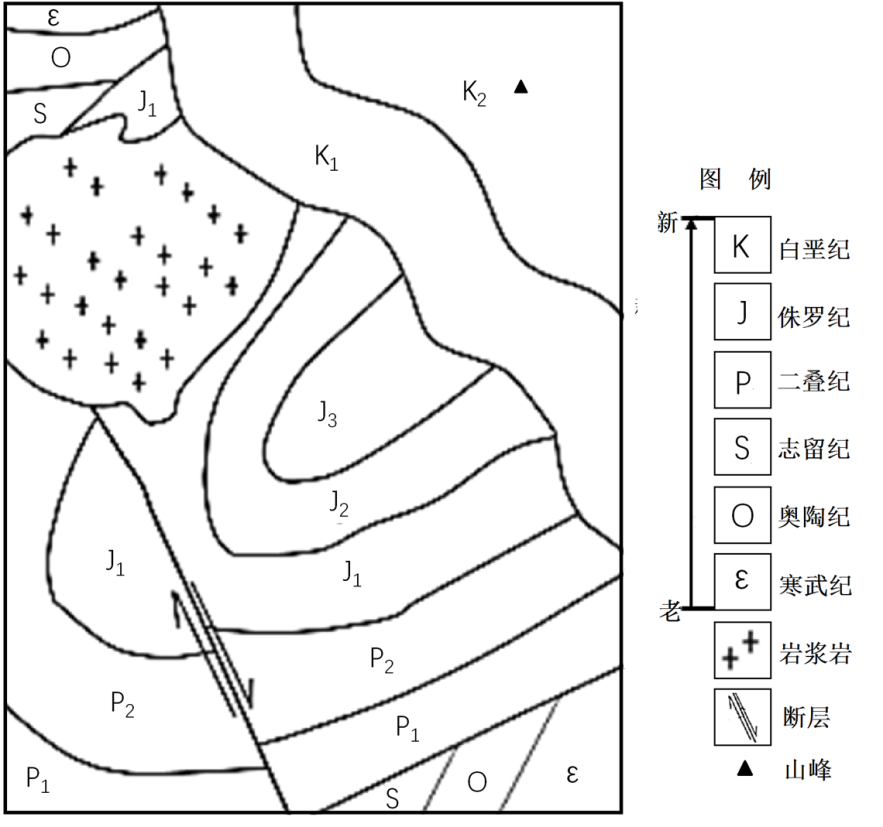 ε
O
S
J1
K2
K1
J3
J2
J1
J1
P2
P2
P1
P1
S
O
ε
图 例
新
K 白垩纪
J 侏罗纪
P 二叠纪
S 志留纪
O 奥陶纪
ε 寒武纪
老
岩浆岩
断层
山峰